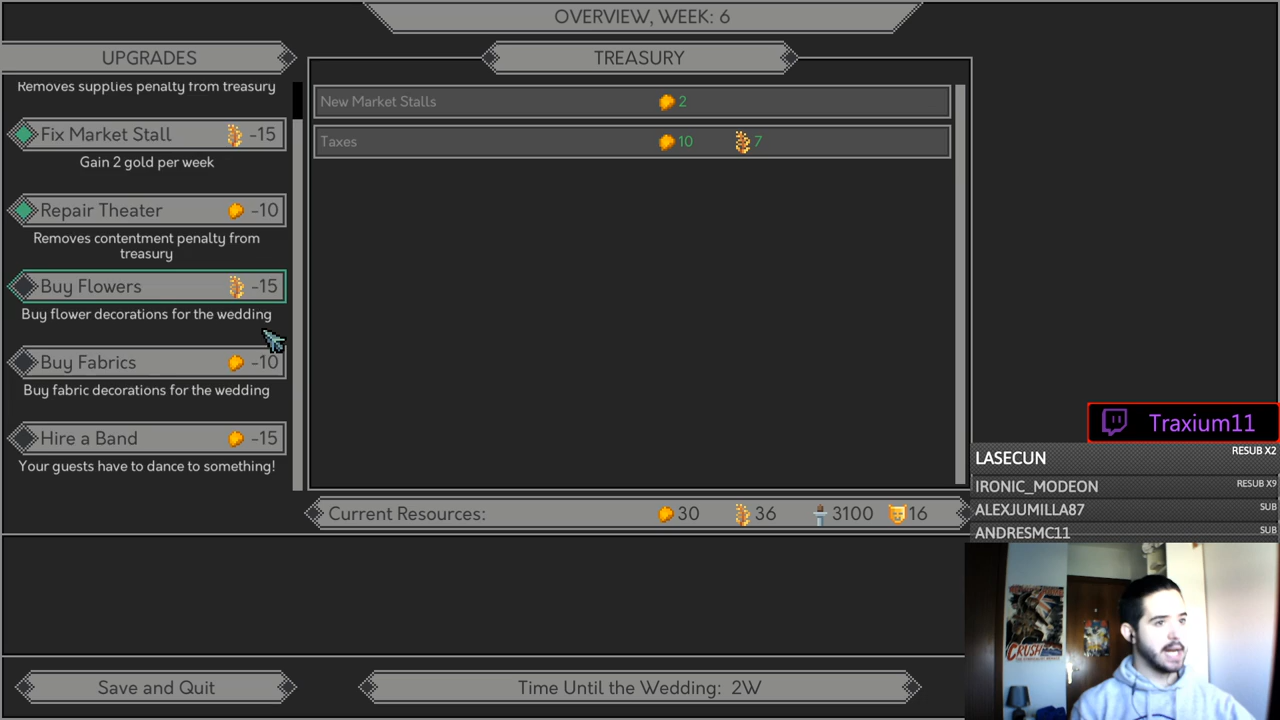 OVERVIEW, WEEK: 6
UPGRADES
Removes supplies penalty from treasury
Fix Market Stall -15
Gain 2 gold per week
Repair Theater -10
Removes contentment penalty from
treasury
Buy Flowers -15
Buy flower decorations for the wedding
Buy Fabrics -10
Buy fabric decorations for the wedding
Hire a Band -15
Your guests have to dance to something!
TREASURY
New Market Stalls 2
Taxes 10 7
Current Resources: 30 36 3100 16
Traxium11
LASECUN RESUB X2
IRONIC_MODEON RESUB X9
ALEXJUMILLA87 SUB
ANDRESMC11 SUB
CRUSH
Save and Quit
Time Until the Wedding: 2W